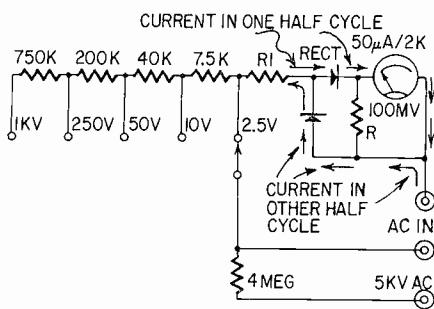 CURRENT IN ONE HALF CYCLE
50μA/2K
750K 200K 40K 7.5K R1 RECT
100MV
R
1KV 250V 50V 10V 2.5V
CURRENT IN
OTHER HALF
CYCLE
AC IN
4 MEG
5KV AC